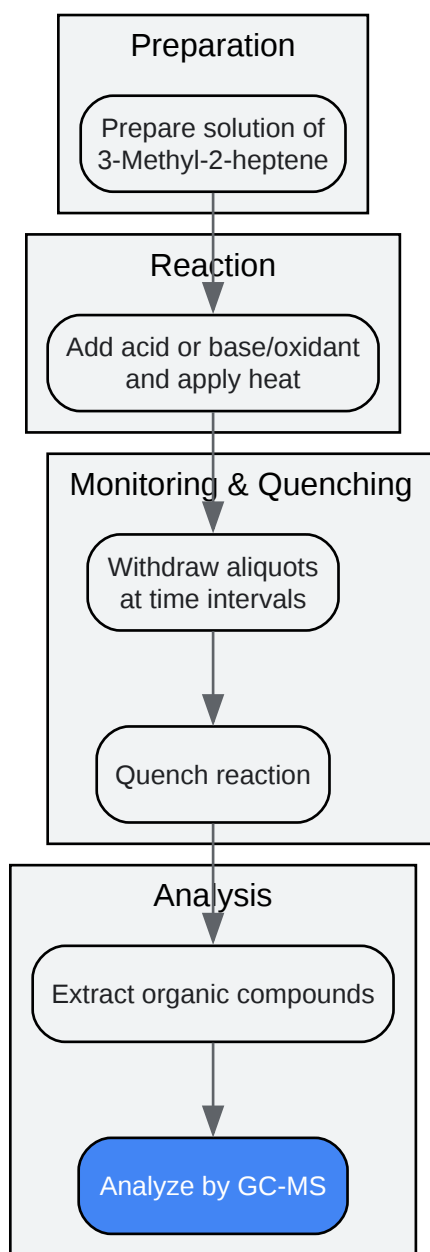 Preparation
Prepare solution of
3-Methyl-2-heptene
Reaction
Add acid or base/oxidant
and apply heat
Monitoring & Quenching
Withdraw aliquots
at time intervals
Quench reaction
Analysis
Extract organic compounds
Analyze by GC-MS